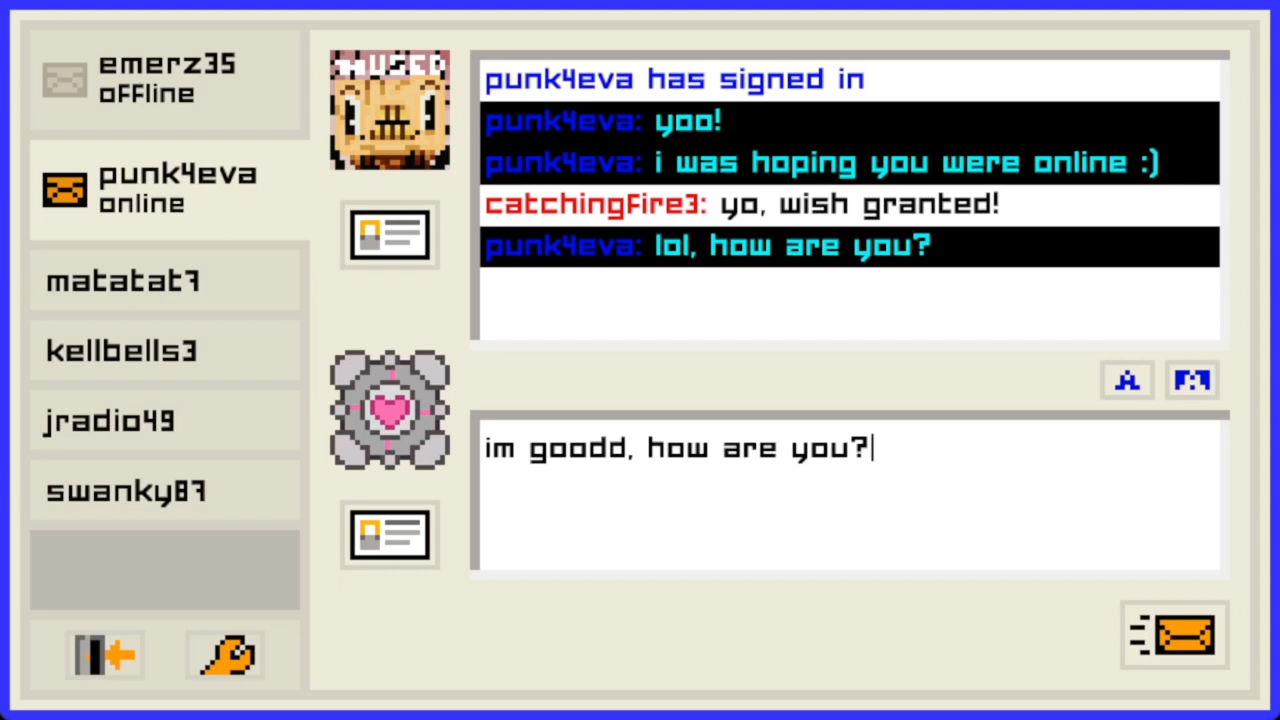 emerz35
offline
punk4eva
online
matatat7
kellbells3
jradio49
swanky87
punk4eva has signed in
punk4eva: yoo!
punk4eva: i was hoping you were online :)
catchingfire3: yo, wish granted!
punk4eva: lol, how are you?
A
A
im goodd, how are you?